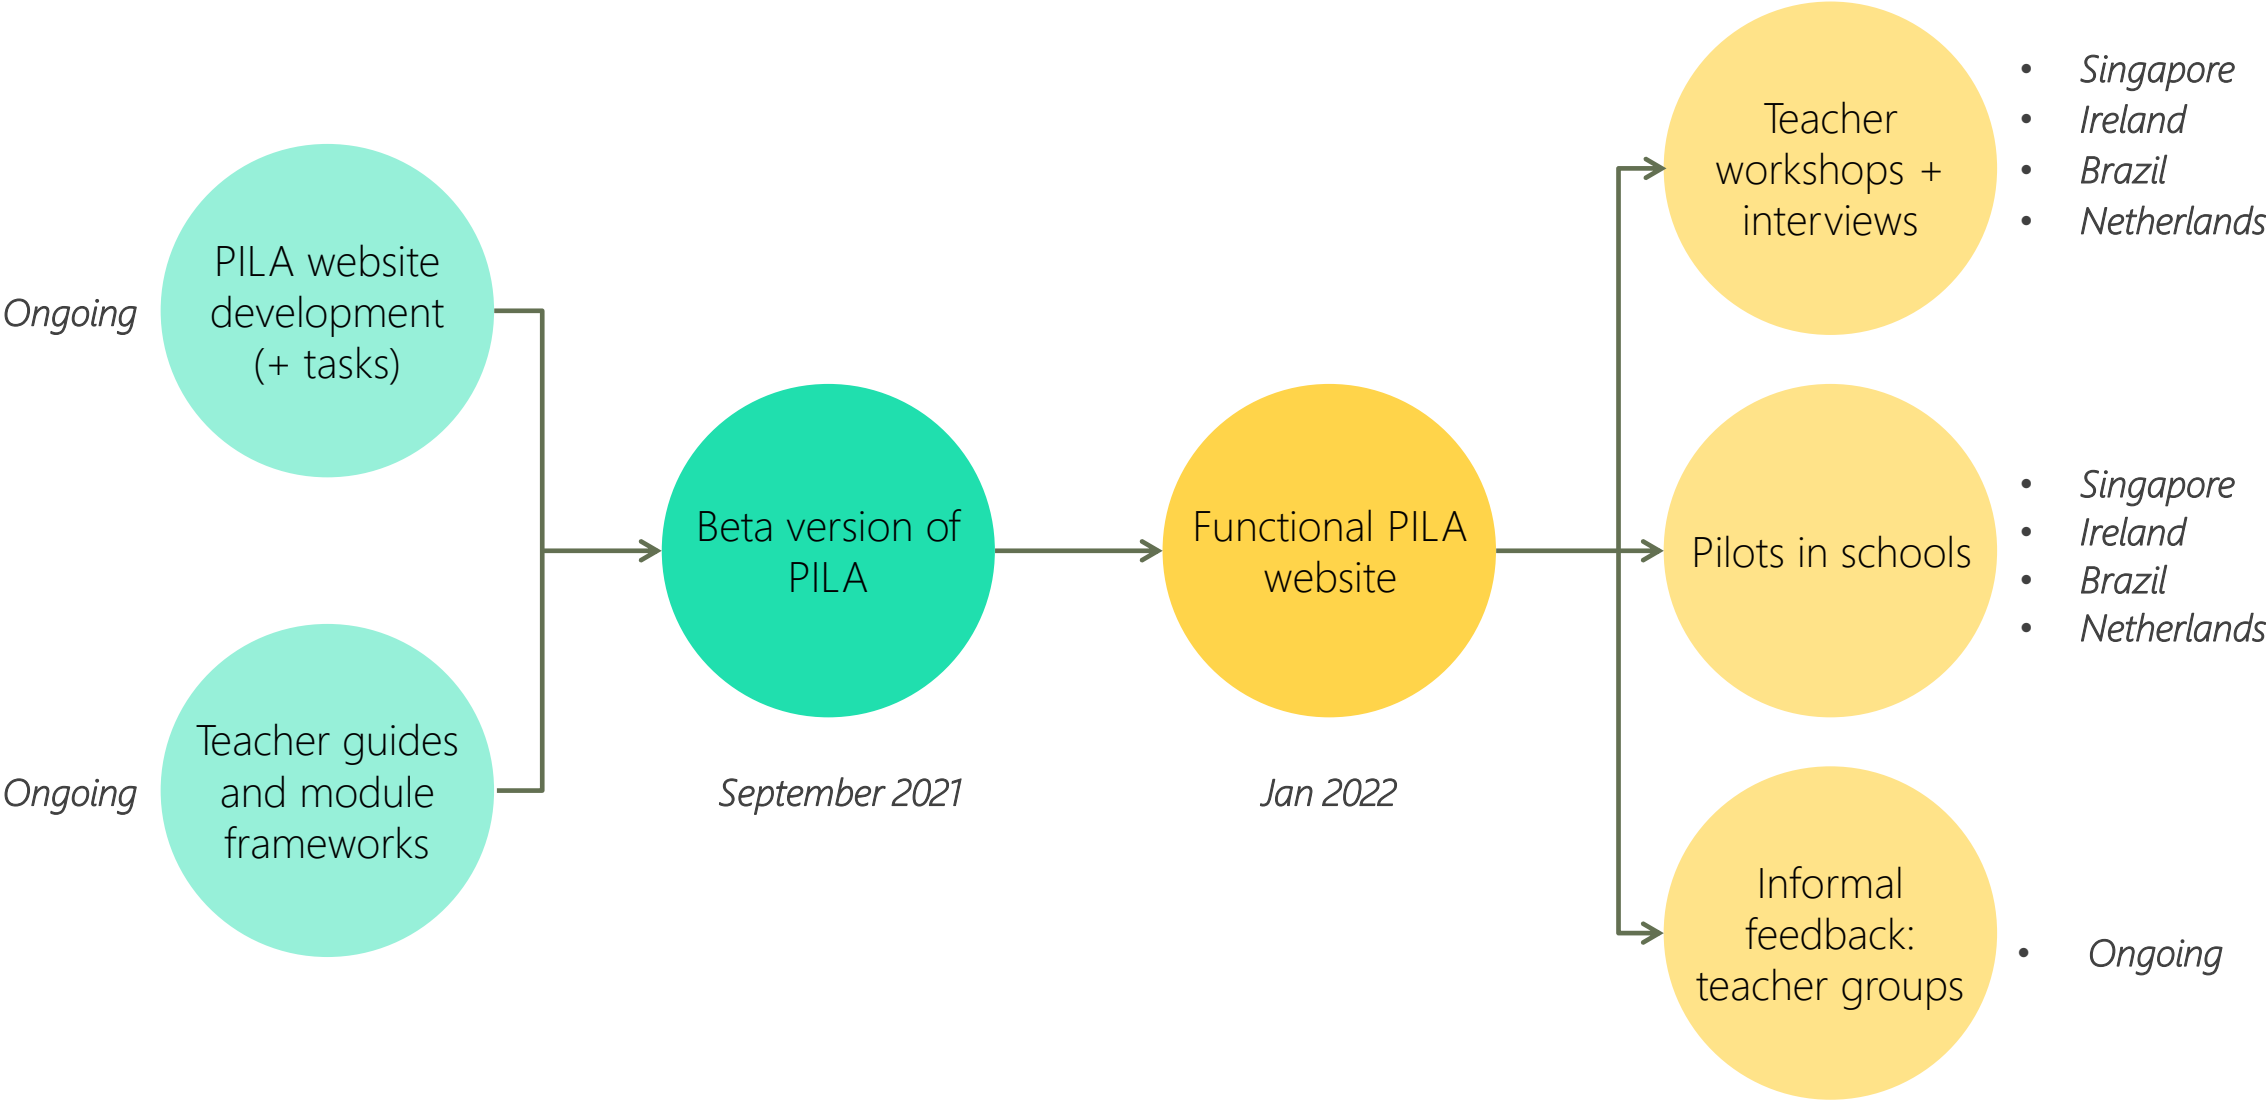 Ongoing
PILA website
development
(+ tasks)
Ongoing
Teacher guides
and module
frameworks
Beta version of
PILA
September 2021
Functional PILA
website
Jan 2022
Teacher
workshops +
interviews
• Singapore
• Ireland
• Brazil
• Netherlands
Pilots in schools
• Singapore
• Ireland
• Brazil
• Netherlands
Informal
feedback:
teacher groups
• Ongoing